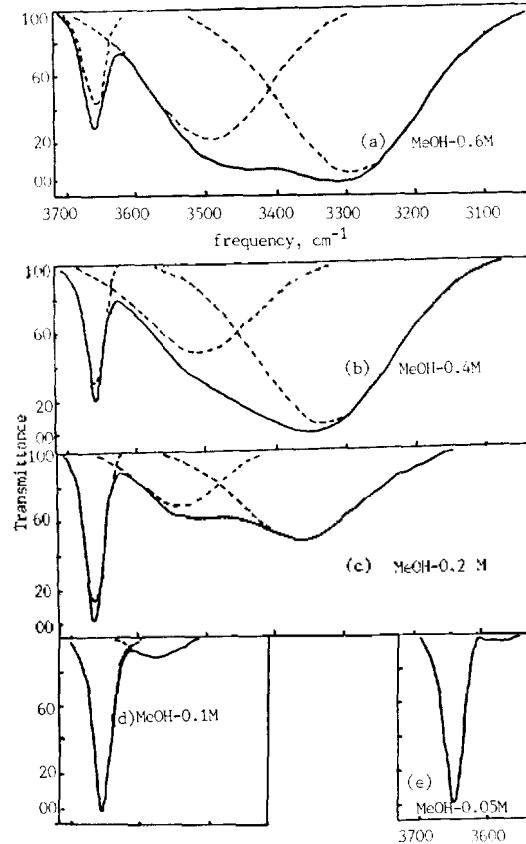 100
60
20
00
(a) MeOH-0.6M
3700 3600 3500 3400 3300 3200 3100
frequency, cm⁻¹
Transmittance
100
60
20
00
(b) MeOH-0.4M
100
60
20
00
(c) MeOH-0.2 M
60
20
00
d)MeOH-0.1M
(e)
MeOH-0.05M
3700 3600